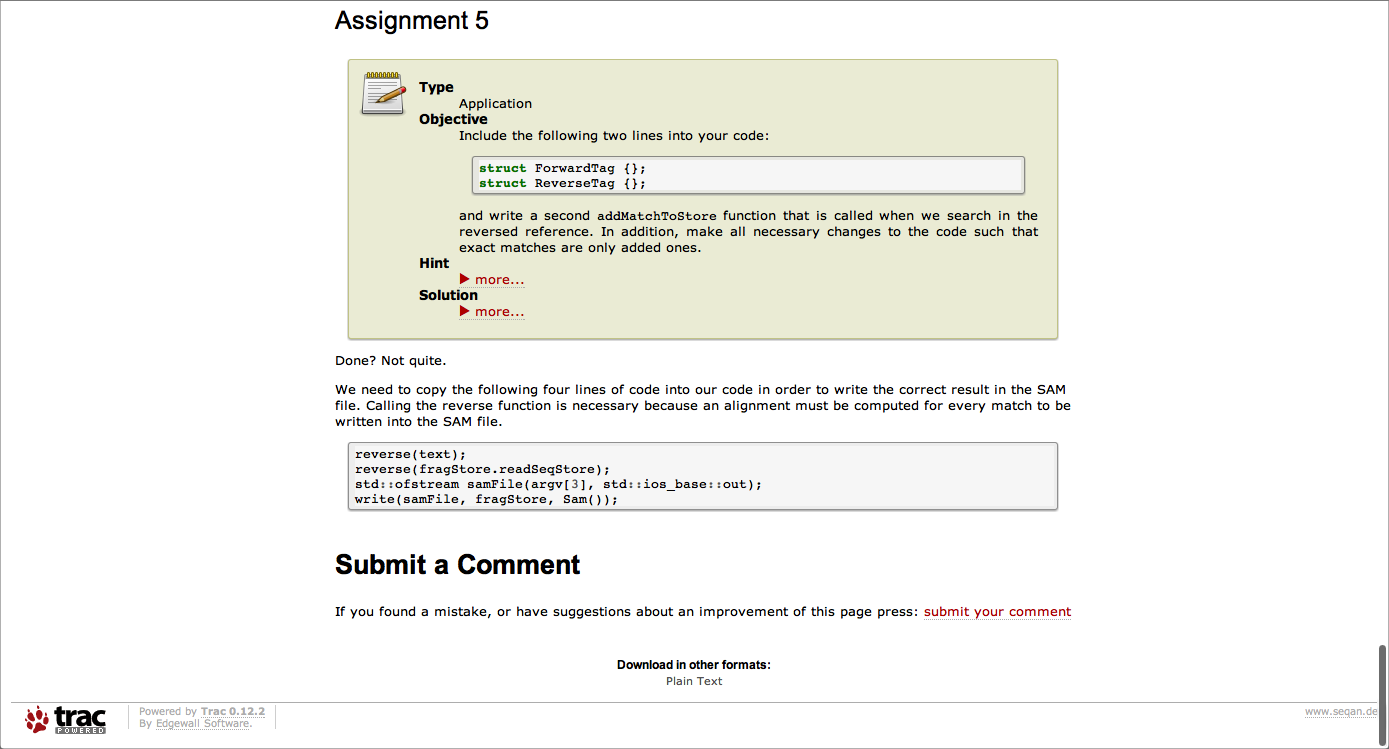 Assignment 5
Type
Application
Objective
Include the following two lines into your code:
struct ForwardTag {};
struct ReverseTag {};
and write a second addMatchToStore function that is called when we search in the
reversed reference. In addition, make all necessary changes to the code such that
exact matches are only added ones.
Hint
more...
Solution
more...
Done? Not quite.
We need to copy the following four lines of code into our code in order to write the correct result in the SAM
file. Calling the reverse function is necessary because an alignment must be computed for every match to be
written into the SAM file.
reverse(text);
reverse(fragStore.readSeqStore);
std::ofstream samFile(argv[3], std::ios_base::out);
write(samFile, fragStore, Sam());
Submit a Comment
If you found a mistake, or have suggestions about an improvement of this page press: submit your comment
Download in other formats:
Plain Text
trac
POWERED
Powered by Trac 0.12.2
By Edgewall Software.
www.seqan.de